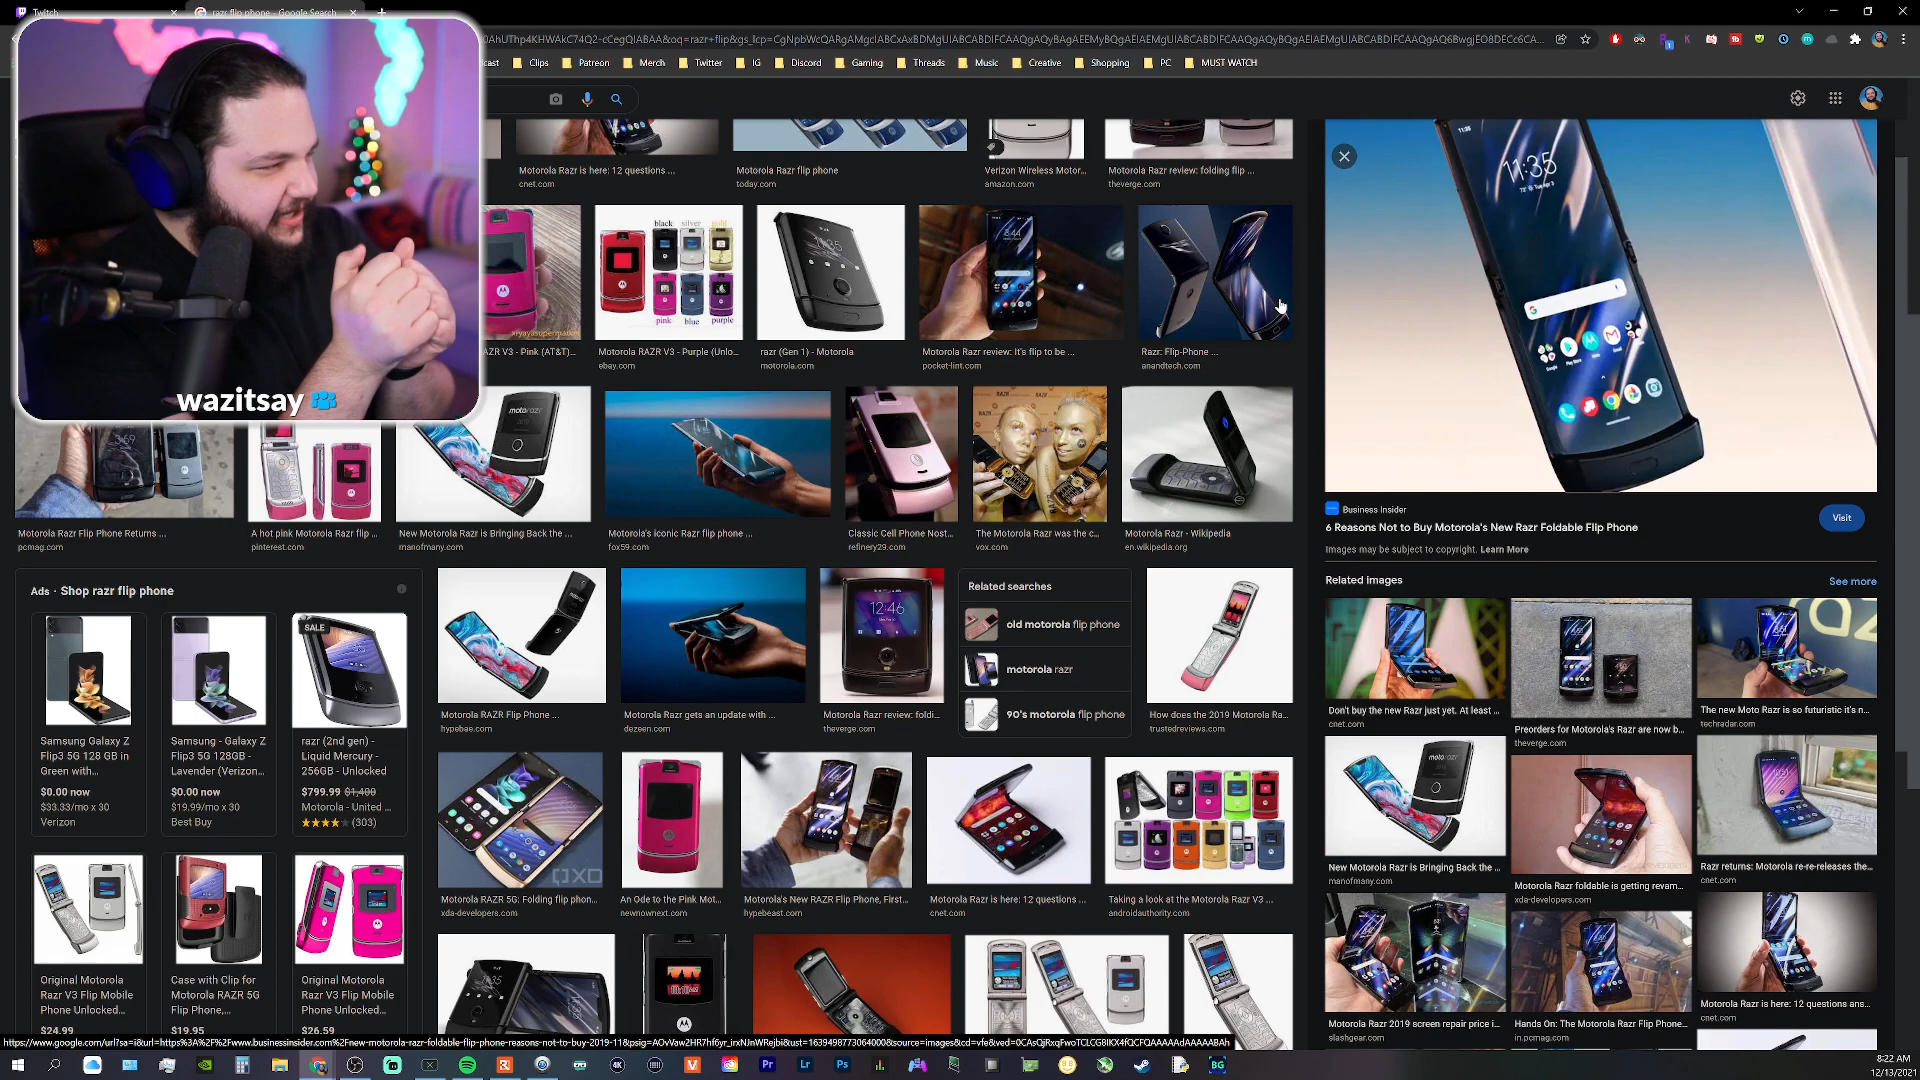 Twitch
razr flip phone - Google Search
Clips
Patreon
Merch
Twitter
IG
Discord
Gaming
Threads
Music
Creative
Shopping
PC
MUST WATCH
wazitsay
Motorola Razr is here: 12 questions ...
cnet.com
Motorola Razr flip phone
today.com
Verizon Wireless Motor...
amazon.com
Motorola Razr review: folding flip ...
theverge.com
black
silver
gold
pink
blue
purple
AZR V3 - Pink (AT&T)...
Motorola RAZR V3 - Purple (Unlo...
ebay.com
razr (Gen 1) - Motorola
motorola.com
Motorola Razr review: It's flip to be ...
pocket-lint.com
Razr: Flip-Phone ...
anandtech.com
Motorola Razr Flip Phone Returns ...
pcmag.com
A hot pink Motorola Razr flip ...
pinterest.com
New Motorola Razr is Bringing Back the ...
manofmany.com
Motorola's iconic Razr flip phone ...
fox59.com
Classic Cell Phone Nost...
refinery29.com
The Motorola Razr was the c...
vox.com
Motorola Razr - Wikipedia
en.wikipedia.org
Ads · Shop razr flip phone
Samsung Galaxy Z
Flip3 5G 128 GB in
Green with...
$0.00 now
$33.33/mo x 30
Verizon
Samsung - Galaxy Z
Flip3 5G 128GB -
Lavender (Verizon...
$0.00 now
$19.99/mo x 30
Best Buy
SALE
razr (2nd gen) -
Liquid Mercury -
256GB - Unlocked
$799.99 $1,400
Motorola - United ...
(303)
Original Motorola
Razr V3 Flip Mobile
Phone Unlocked...
$24.99
Case with Clip for
Motorola RAZR 5G
Flip Phone,...
$19.95
Original Motorola
Razr V3 Flip Mobile
Phone Unlocked...
$26.59
12:46
Motorola RAZR Flip Phone ...
hypebae.com
Motorola Razr gets an update with ...
dezeen.com
Motorola Razr review: foldi...
theverge.com
Related searches
old motorola flip phone
motorola razr
90's motorola flip phone
How does the 2019 Motorola Ra...
trustedreviews.com
XDA
Motorola RAZR 5G: Folding flip phon...
xda-developers.com
An Ode to the Pink Mot...
newnownext.com
Motorola's New RAZR Flip Phone, First...
hypebeast.com
Motorola Razr is here: 12 questions ...
cnet.com
Taking a look at the Motorola Razr V3 ...
androidauthority.com
11:35
Business Insider
6 Reasons Not to Buy Motorola's New Razr Foldable Flip Phone
Visit
Images may be subject to copyright. Learn More
Related images
See more
Don't buy the new Razr just yet. At least ...
cnet.com
Preorders for Motorola's Razr are now b...
theverge.com
The new Moto Razr is so futuristic it's n...
techradar.com
New Motorola Razr is Bringing Back the ...
manofmany.com
Motorola Razr foldable is getting revam...
xda-developers.com
Razr returns: Motorola re-re-releases the...
cnet.com
Motorola Razr 2019 screen repair price i...
slashgear.com
Hands On: The Motorola Razr Flip Phone...
in.pcmag.com
Motorola Razr is here: 12 questions ans...
cnet.com
8:22 AM
12/13/2021